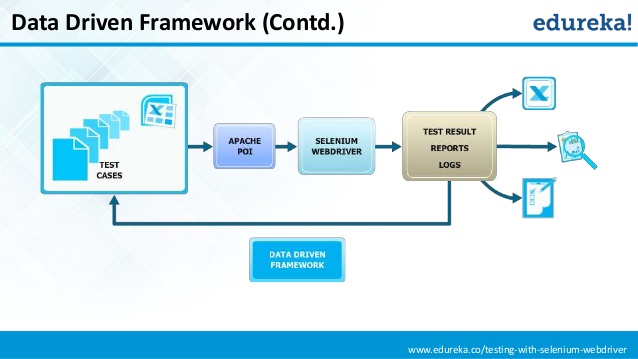 Data Driven Framework (Contd.)
edureka!
TEST
CASES
APACHE
POI
SELENIUM
WEBDRIVER
TEST RESULT
REPORTS
LOGS
X
DATA DRIVEN
FRAMEWORK
www.edureka.co/testing-with-selenium-webdriver